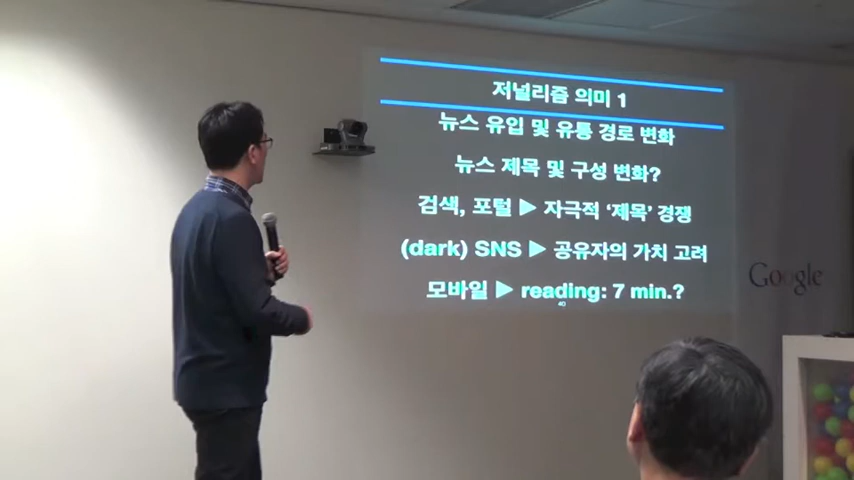 저널리즘 의미 1
뉴스 유입 및 유통 경로 변화
뉴스 제목 및 구성 변화?
검색, 포털 ▶ 자극적 ‘제목’ 경쟁
(dark) SNS ▶ 공유자의 가치 고려
모바일 ▶ reading: 7 min.?
40
Google